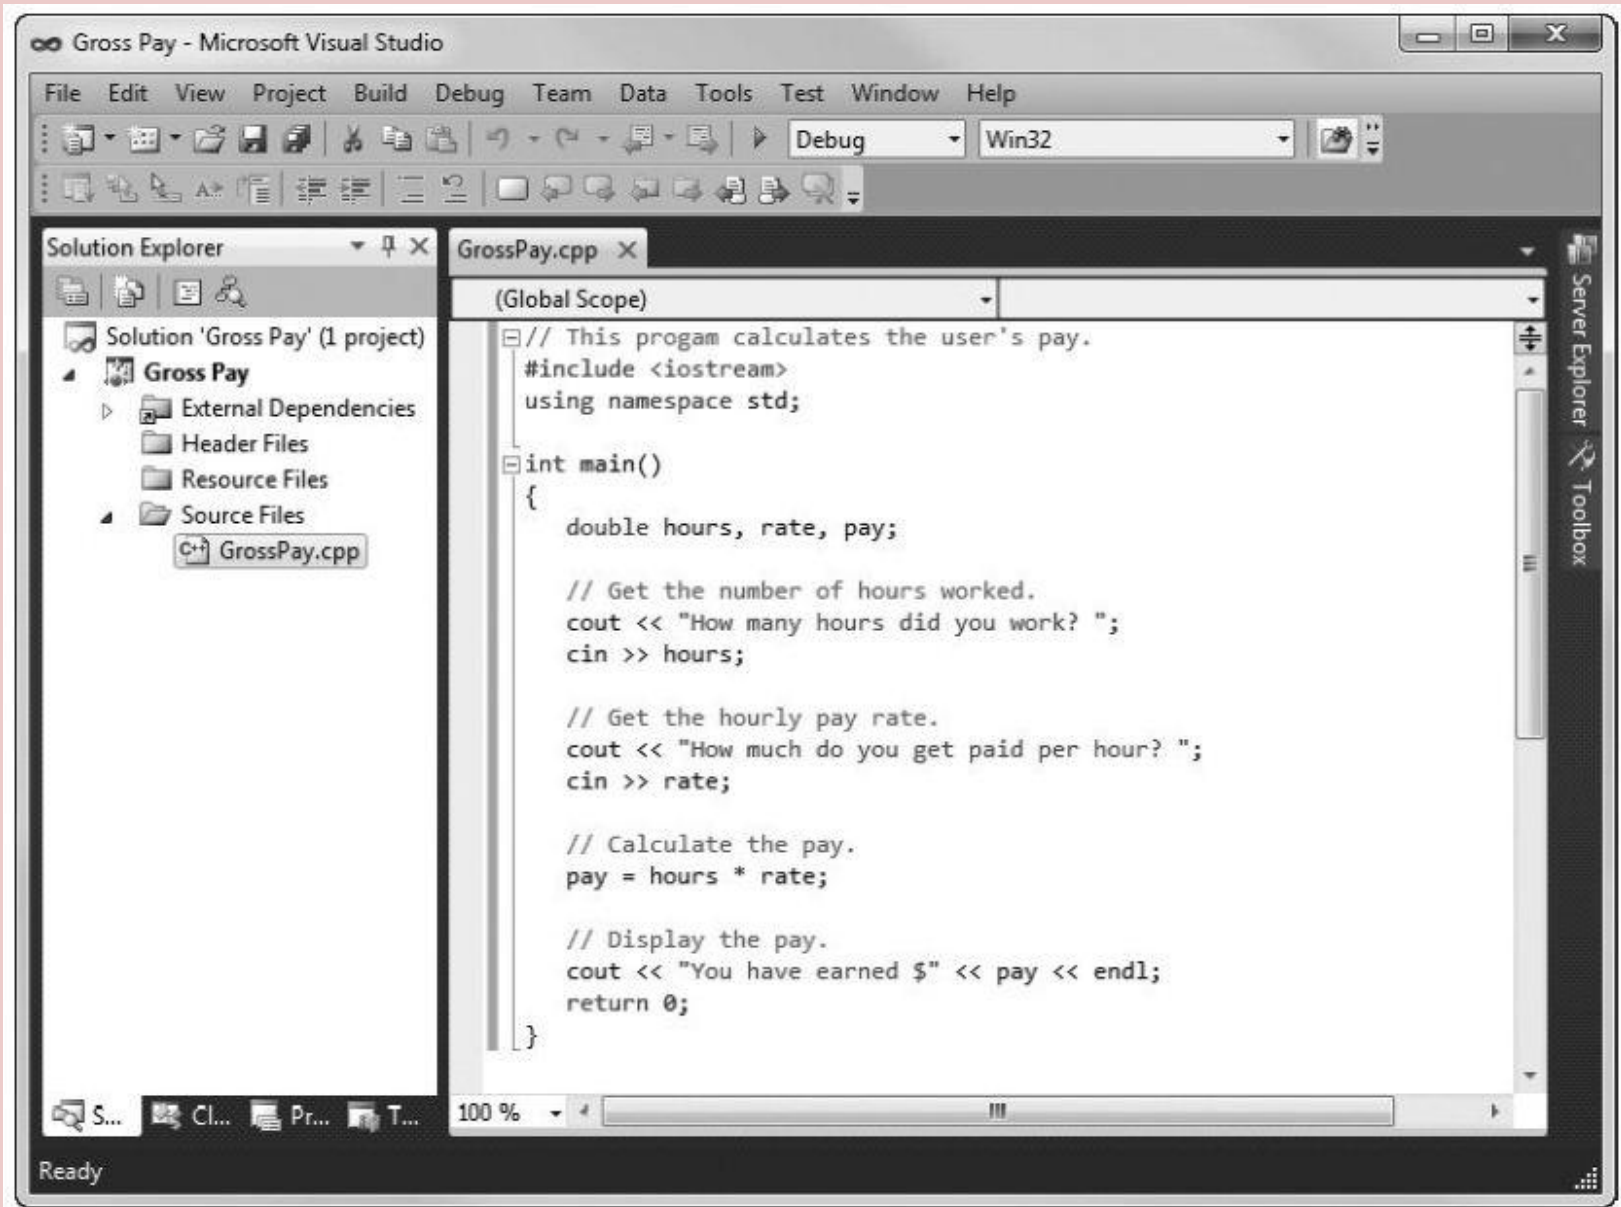 Gross Pay - Microsoft Visual Studio
File Edit View Project Build Debug Team Data Tools Test Window Help
Debug Win32
Solution Explorer
Solution 'Gross Pay' (1 project)
Gross Pay
External Dependencies
Header Files
Resource Files
Source Files
GrossPay.cpp
S... Cl... Pr... T...
GrossPay.cpp
(Global Scope)
// This progam calculates the user's pay.
#include <iostream>
using namespace std;
int main()
{
double hours, rate, pay;
// Get the number of hours worked.
cout << "How many hours did you work? ";
cin >> hours;
// Get the hourly pay rate.
cout << "How much do you get paid per hour? ";
cin >> rate;
// Calculate the pay.
pay = hours * rate;
// Display the pay.
cout << "You have earned $" << pay << endl;
return 0;
}
100 %
Server Explorer
Toolbox
Ready